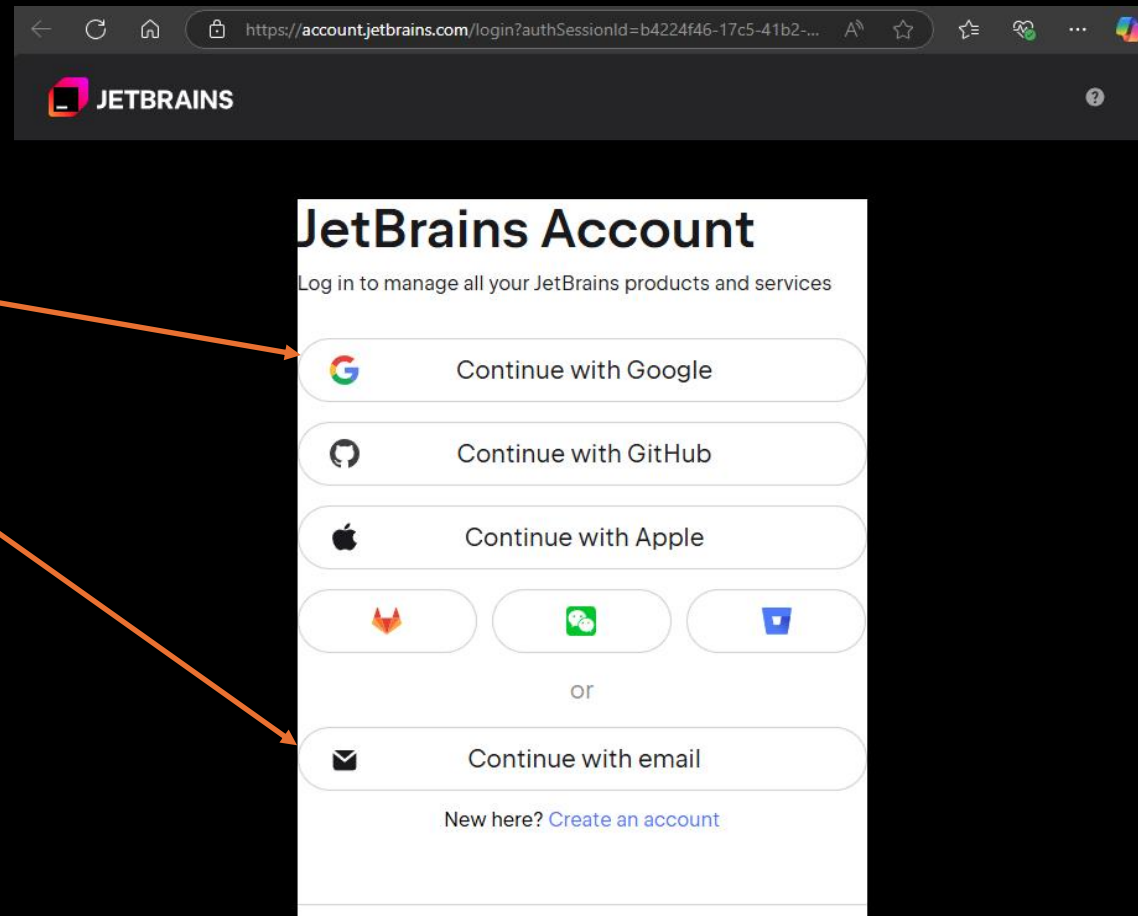 https://account.jetbrains.com/login?authSessionId=b4224f46-17c5-41b2-...
JETBRAINS
JetBrains Account
Log in to manage all your JetBrains products and services
Continue with Google
Continue with GitHub
Continue with Apple
or
Continue with email
New here? Create an account